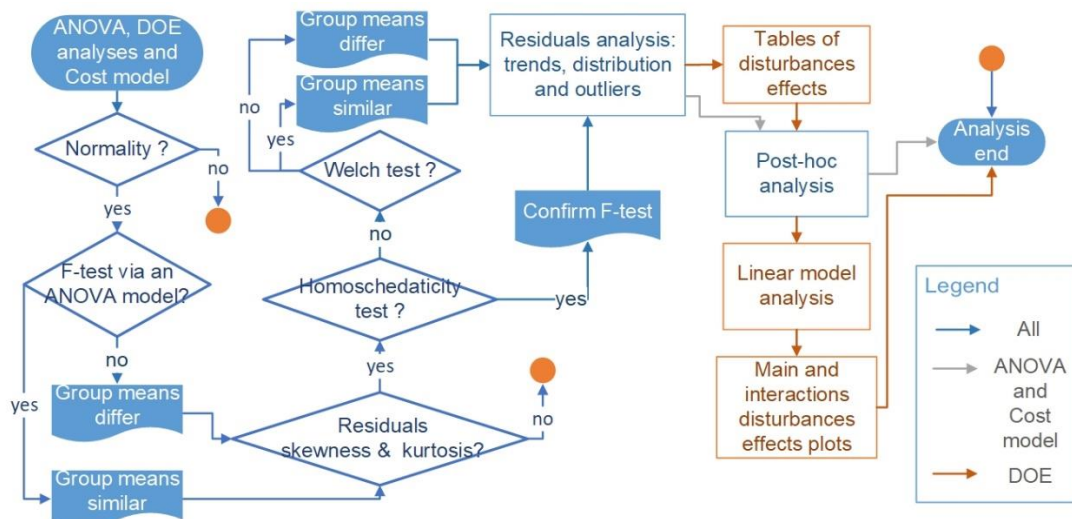 ANOVA, DOE
analyses and
Cost model
Normality ?
no
yes
F-test via an
ANOVA model?
no
yes
Group means
differ
Group means
similar
Residuals
skewness & kurtosis?
no
yes
Homoschedaticity
test ?
yes
no
Welch test ?
yes
no
Group means
differ
Group means
similar
Confirm F-test
Residuals analysis:
trends, distribution
and outliers
Tables of
disturbances
effects
Post-hoc
analysis
Linear model
analysis
Main and
interactions
disturbances
effects plots
Analysis
end
Legend
All
ANOVA
and
Cost
model
DOE